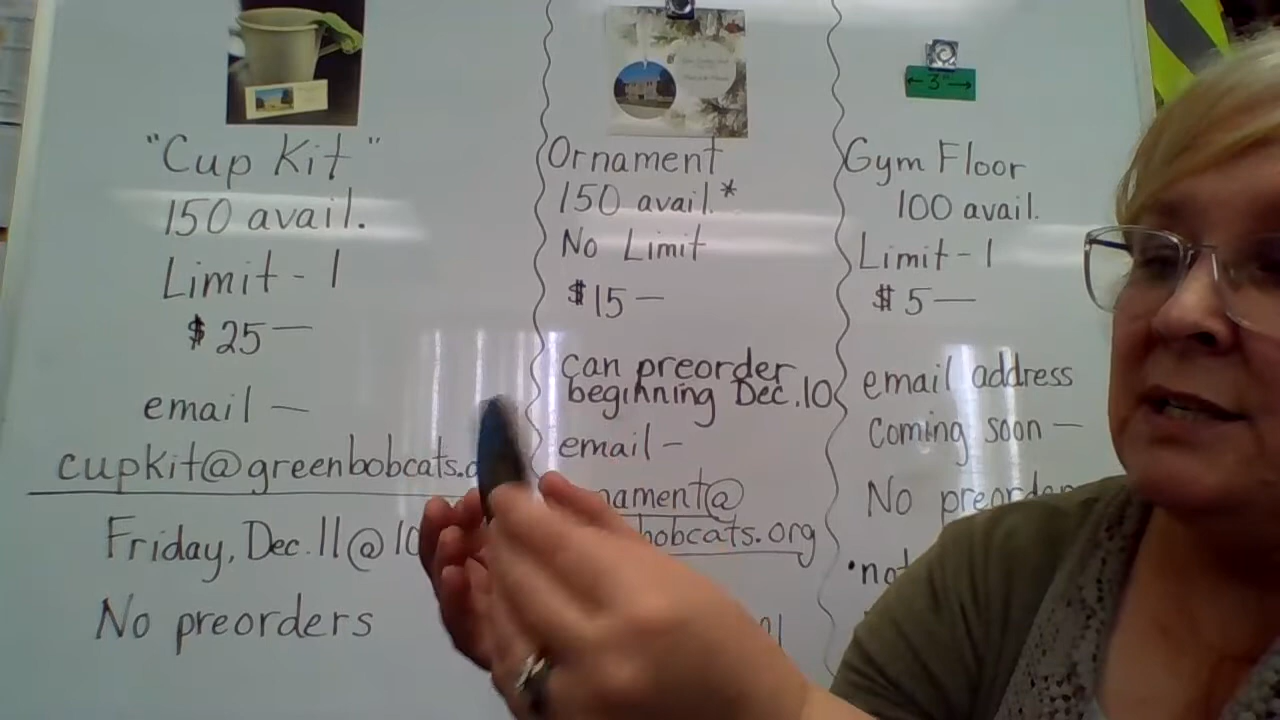 "Cup Kit"
150 avail.
Limit - 1
$25—
email —
cupkit@greenbobcats.
Friday, Dec. 11 @ 10
No preorders
Ornament
150 avail.*
No Limit
$15 —
can preorder
beginning Dec. 10
email —
nament@
bobcats.org
←3"→
Gym Floor
100 avail.
Limit - 1
$5—
email address
coming soon —
No preorder
•not